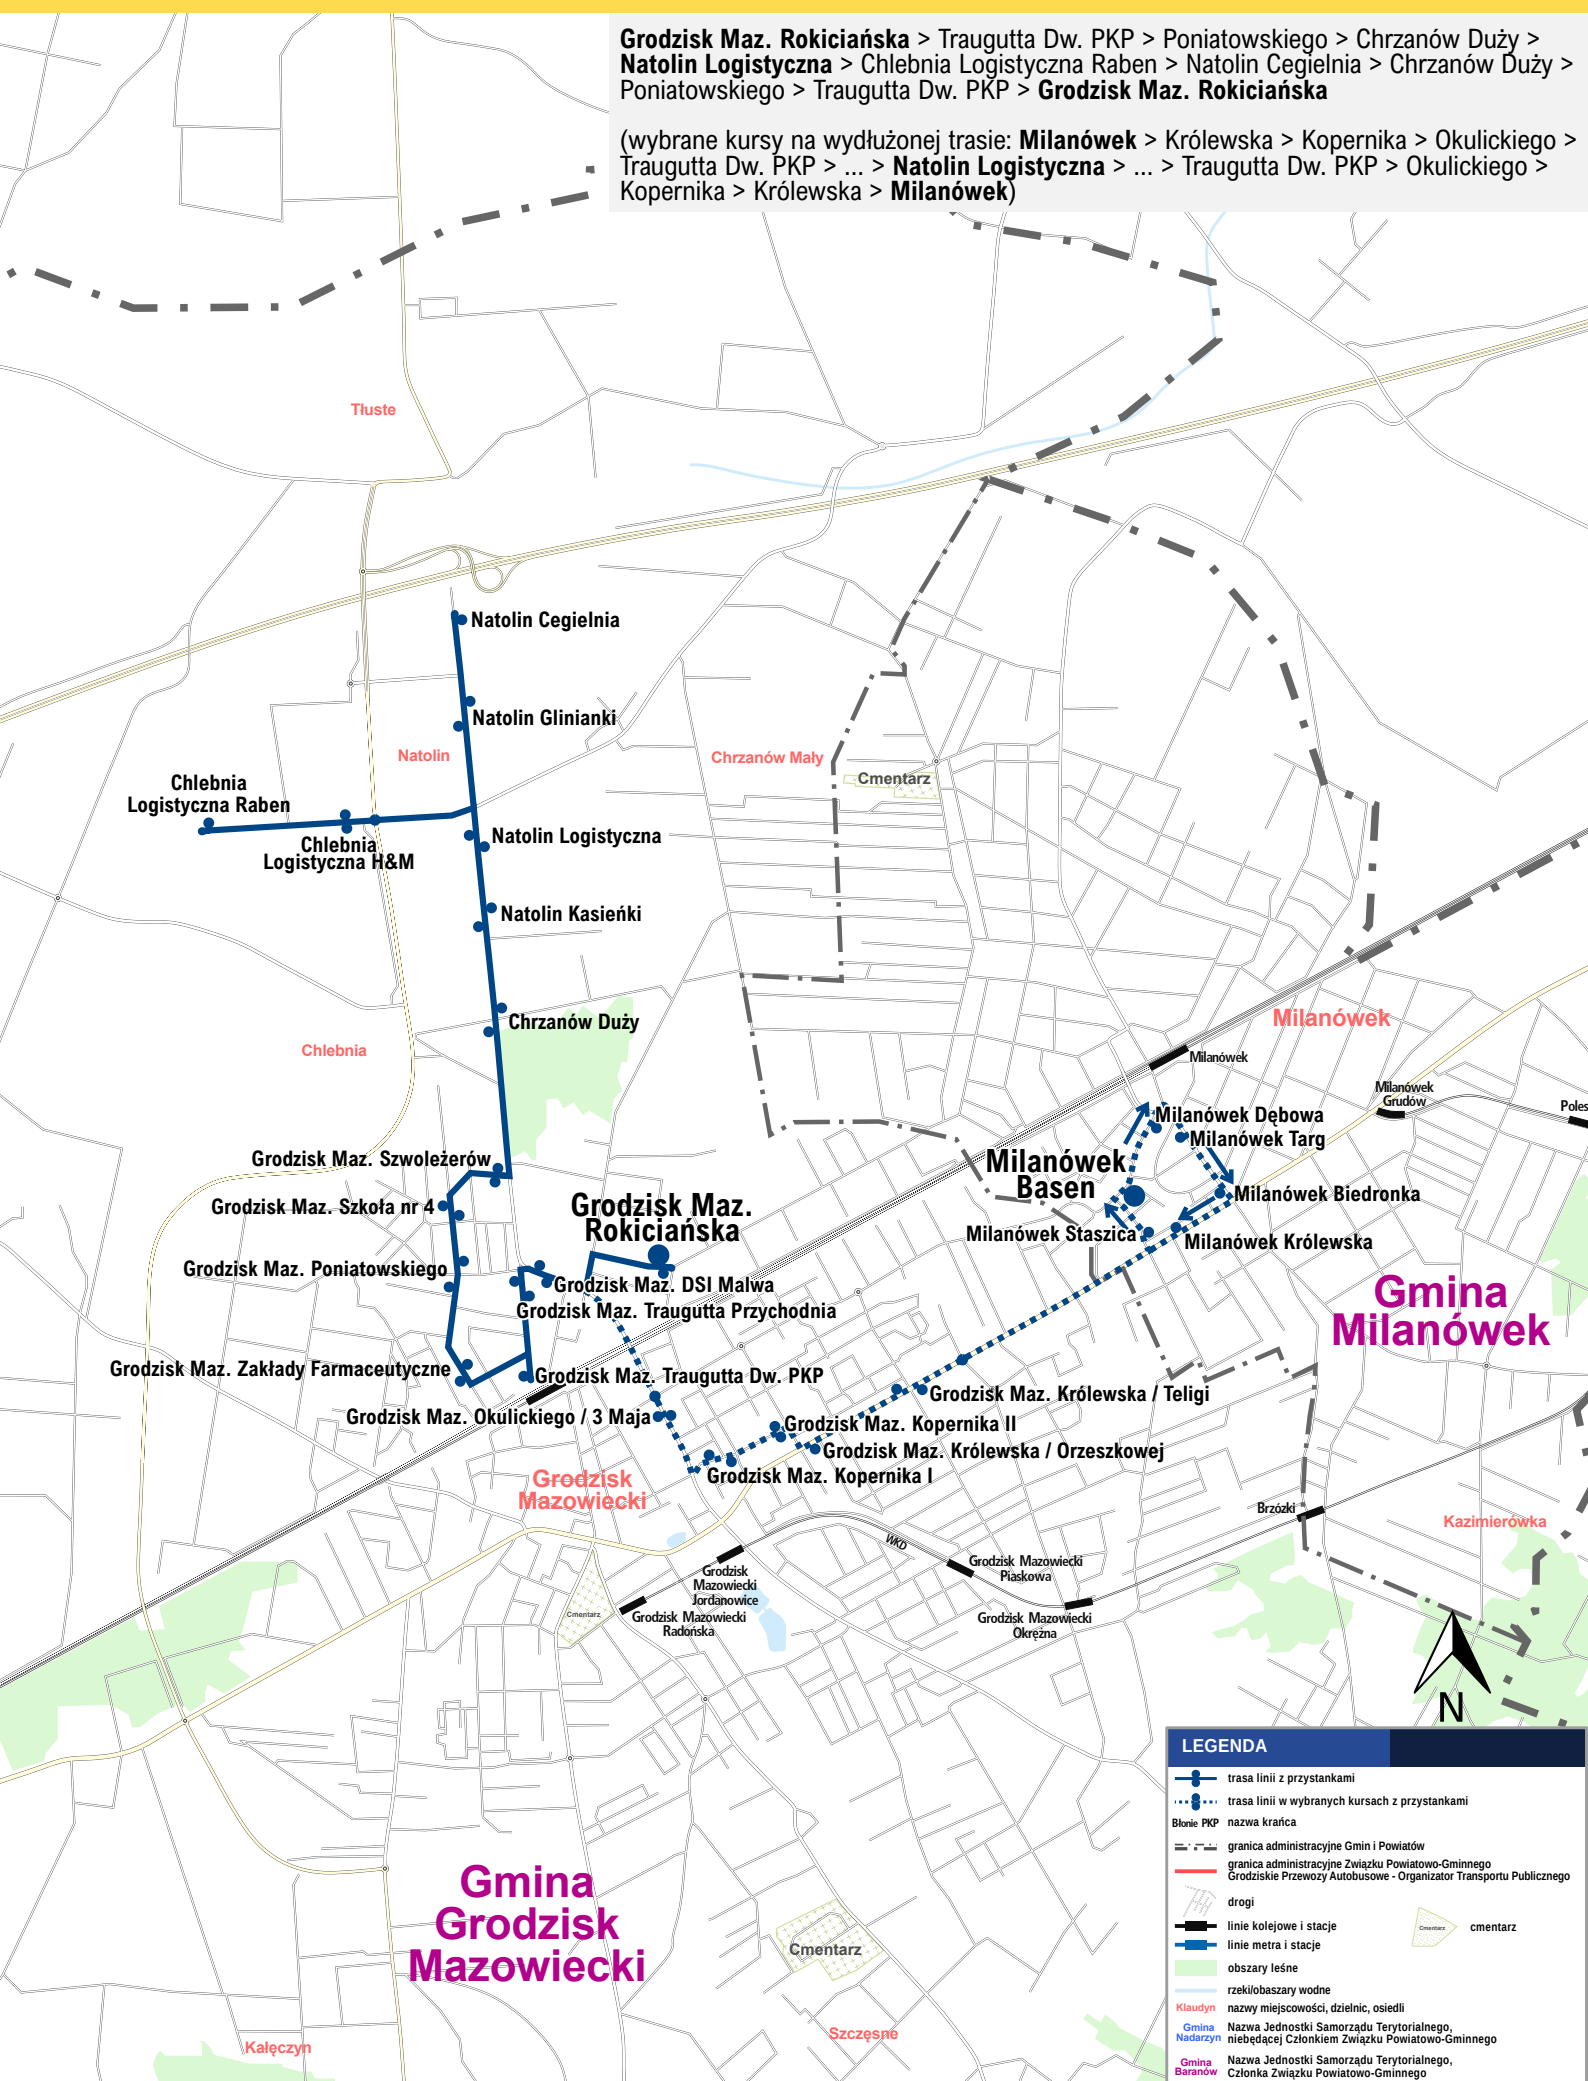 Grodzisk Maz. Rokiciańska > Traugutta Dw. PKP > Poniatowskiego > Chrzanów Duży >
Natolin Logistyczna > Chlebnia Logistyczna Raben > Natolin Cegielnia > Chrzanów Duży >
Poniatowskiego > Traugutta Dw. PKP > Grodzisk Maz. Rokiciańska
(wybrane kursy na wydłużonej trasie: Milanówek > Królewska > Kopernika > Okulickiego >
Traugutta Dw. PKP > ... > Natolin Logistyczna > ... > Traugutta Dw. PKP > Okulickiego >
Kopernika > Królewska > Milanówek)
Tłuste
Natolin Cegielnia
Natolin Glinianki
Natolin
Chrzanów Mały
Cmentarz
Chlebnia
Logistyczna Raben
Chlebnia
Logistyczna H&M
Natolin Logistyczna
Natolin Kasieńki
Chrzanów Duży
Chlebnia
Milanówek
Milanówek
Milanówek
Grudów
Poles
Milanówek Dębowa
Milanówek Targ
Milanówek
Basen
Milanówek Biedronka
Milanówek Staszica
Milanówek Królewska
Grodzisk Maz. Szwoleżerów
Grodzisk Maz. Szkoła nr 4
Grodzisk Maz.
Rokiciańska
Grodzisk Maz. Poniatowskiego
Grodzisk Maz. DSI Malwa
Grodzisk Maz. Traugutta Przychodnia
Gmina
Milanówek
Grodzisk Maz. Zakłady Farmaceutyczne
Grodzisk Maz. Traugutta Dw. PKP
Grodzisk Maz. Królewska / Teligi
Grodzisk Maz. Okulickiego / 3 Maja
Grodzisk Maz. Kopernika II
Grodzisk Maz. Królewska / Orzeszkowej
Grodzisk Maz. Kopernika I
Grodzisk
Mazowiecki
Brzózki
Kazimierówka
WKD
Grodzisk
Mazowiecki
Jordanowice
Grodzisk Mazowiecki
Piaskowa
Grodzisk Mazowiecki
Radońska
Grodzisk Mazowiecki
Okrężna
Cmentarz
N
Gmina
Grodzisk
Mazowiecki
Cmentarz
Szczęsne
Kałęczyn
LEGENDA
trasa linii z przystankami
trasa linii w wybranych kursach z przystankami
Błonie PKP nazwa krańca
granica administracyjne Gmin i Powiatów
granica administracyjne Związku Powiatowo-Gminnego
Grodziskie Przewozy Autobusowe - Organizator Transportu Publicznego
drogi
linie kolejowe i stacje
Cmentarz cmentarz
linie metra i stacje
obszary leśne
rzeki/obaszary wodne
Klaudyn nazwy miejscowości, dzielnic, osiedli
Gmina Nadarzyn Nazwa Jednostki Samorządu Terytorialnego,
niebędącej Członkiem Związku Powiatowo-Gminnego
Gmina Baranów Nazwa Jednostki Samorządu Terytorialnego,
Członka Związku Powiatowo-Gminnego